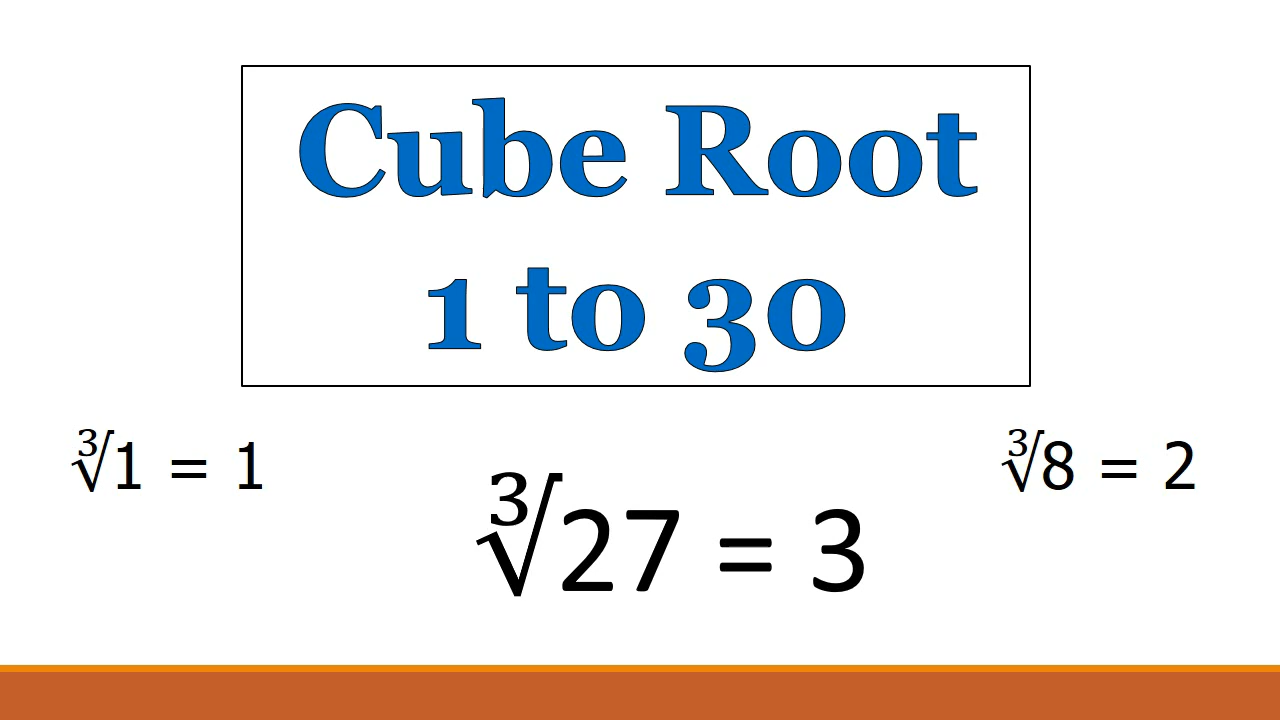 Cube Root
1 to 30
∛1 = 1
∛8 = 2
∛27 = 3